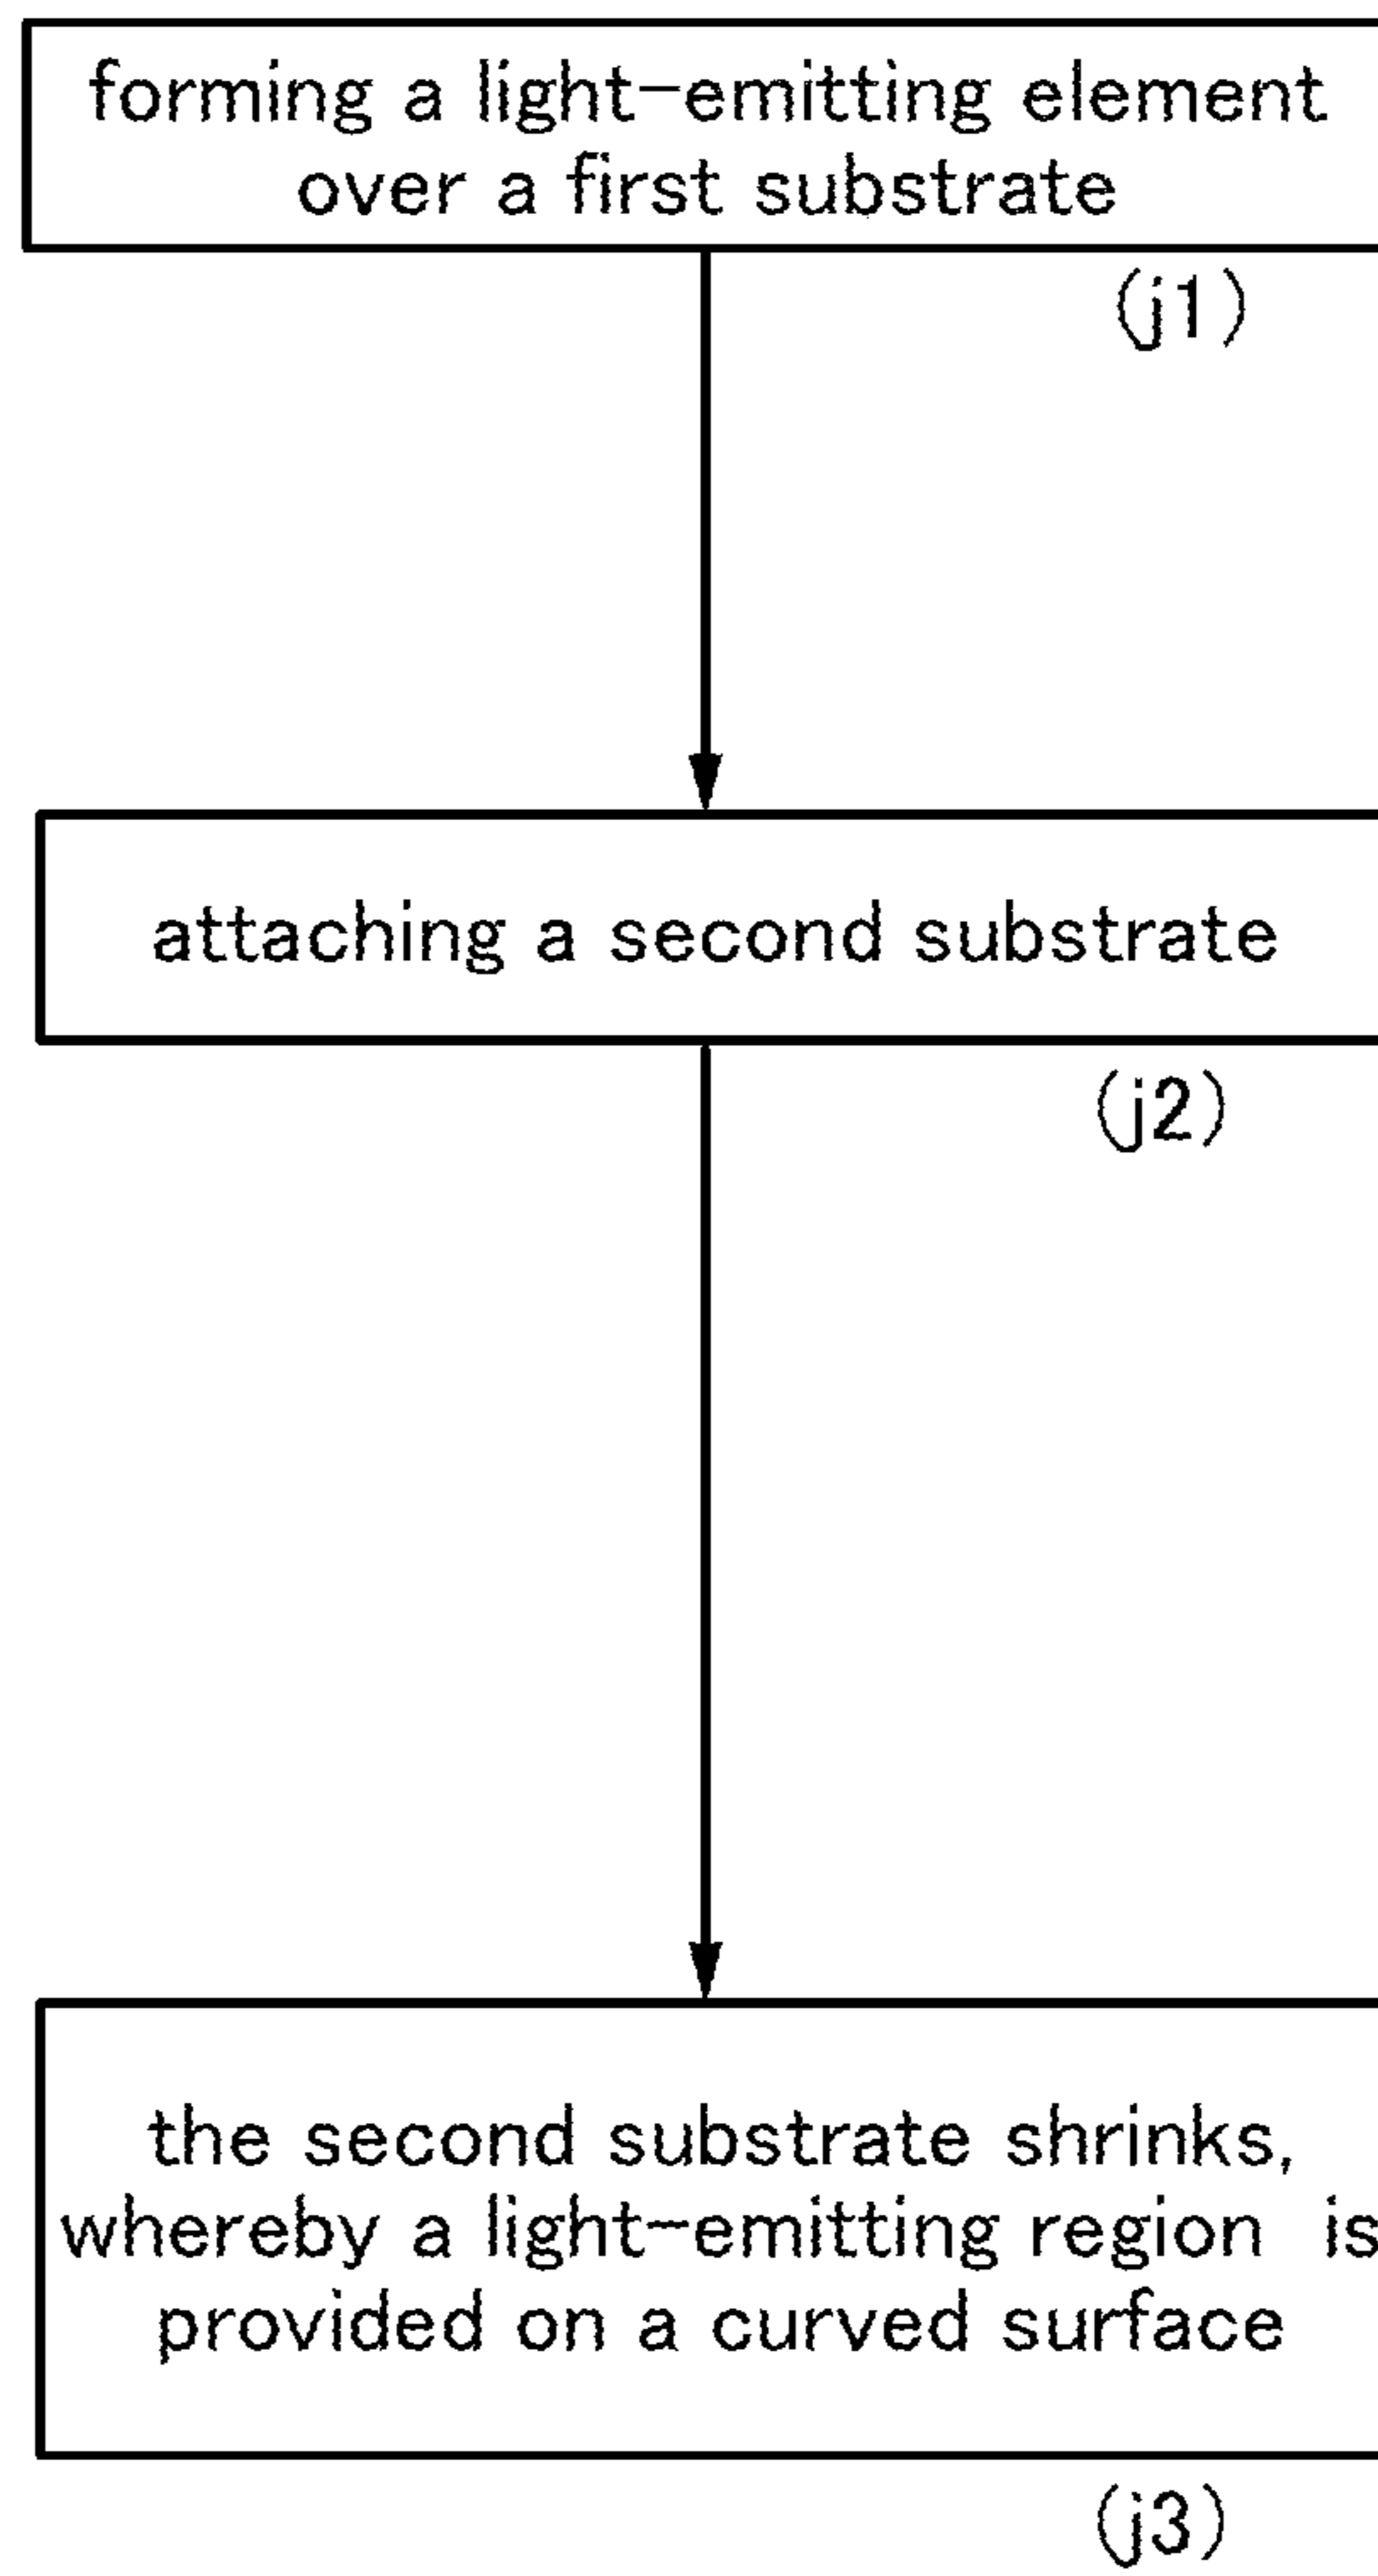 forming a light-emitting element
over a first substrate
(j1)
attaching a second substrate
(j2)
the second substrate shrinks,
whereby a light-emitting region is
provided on a curved surface
(j3)